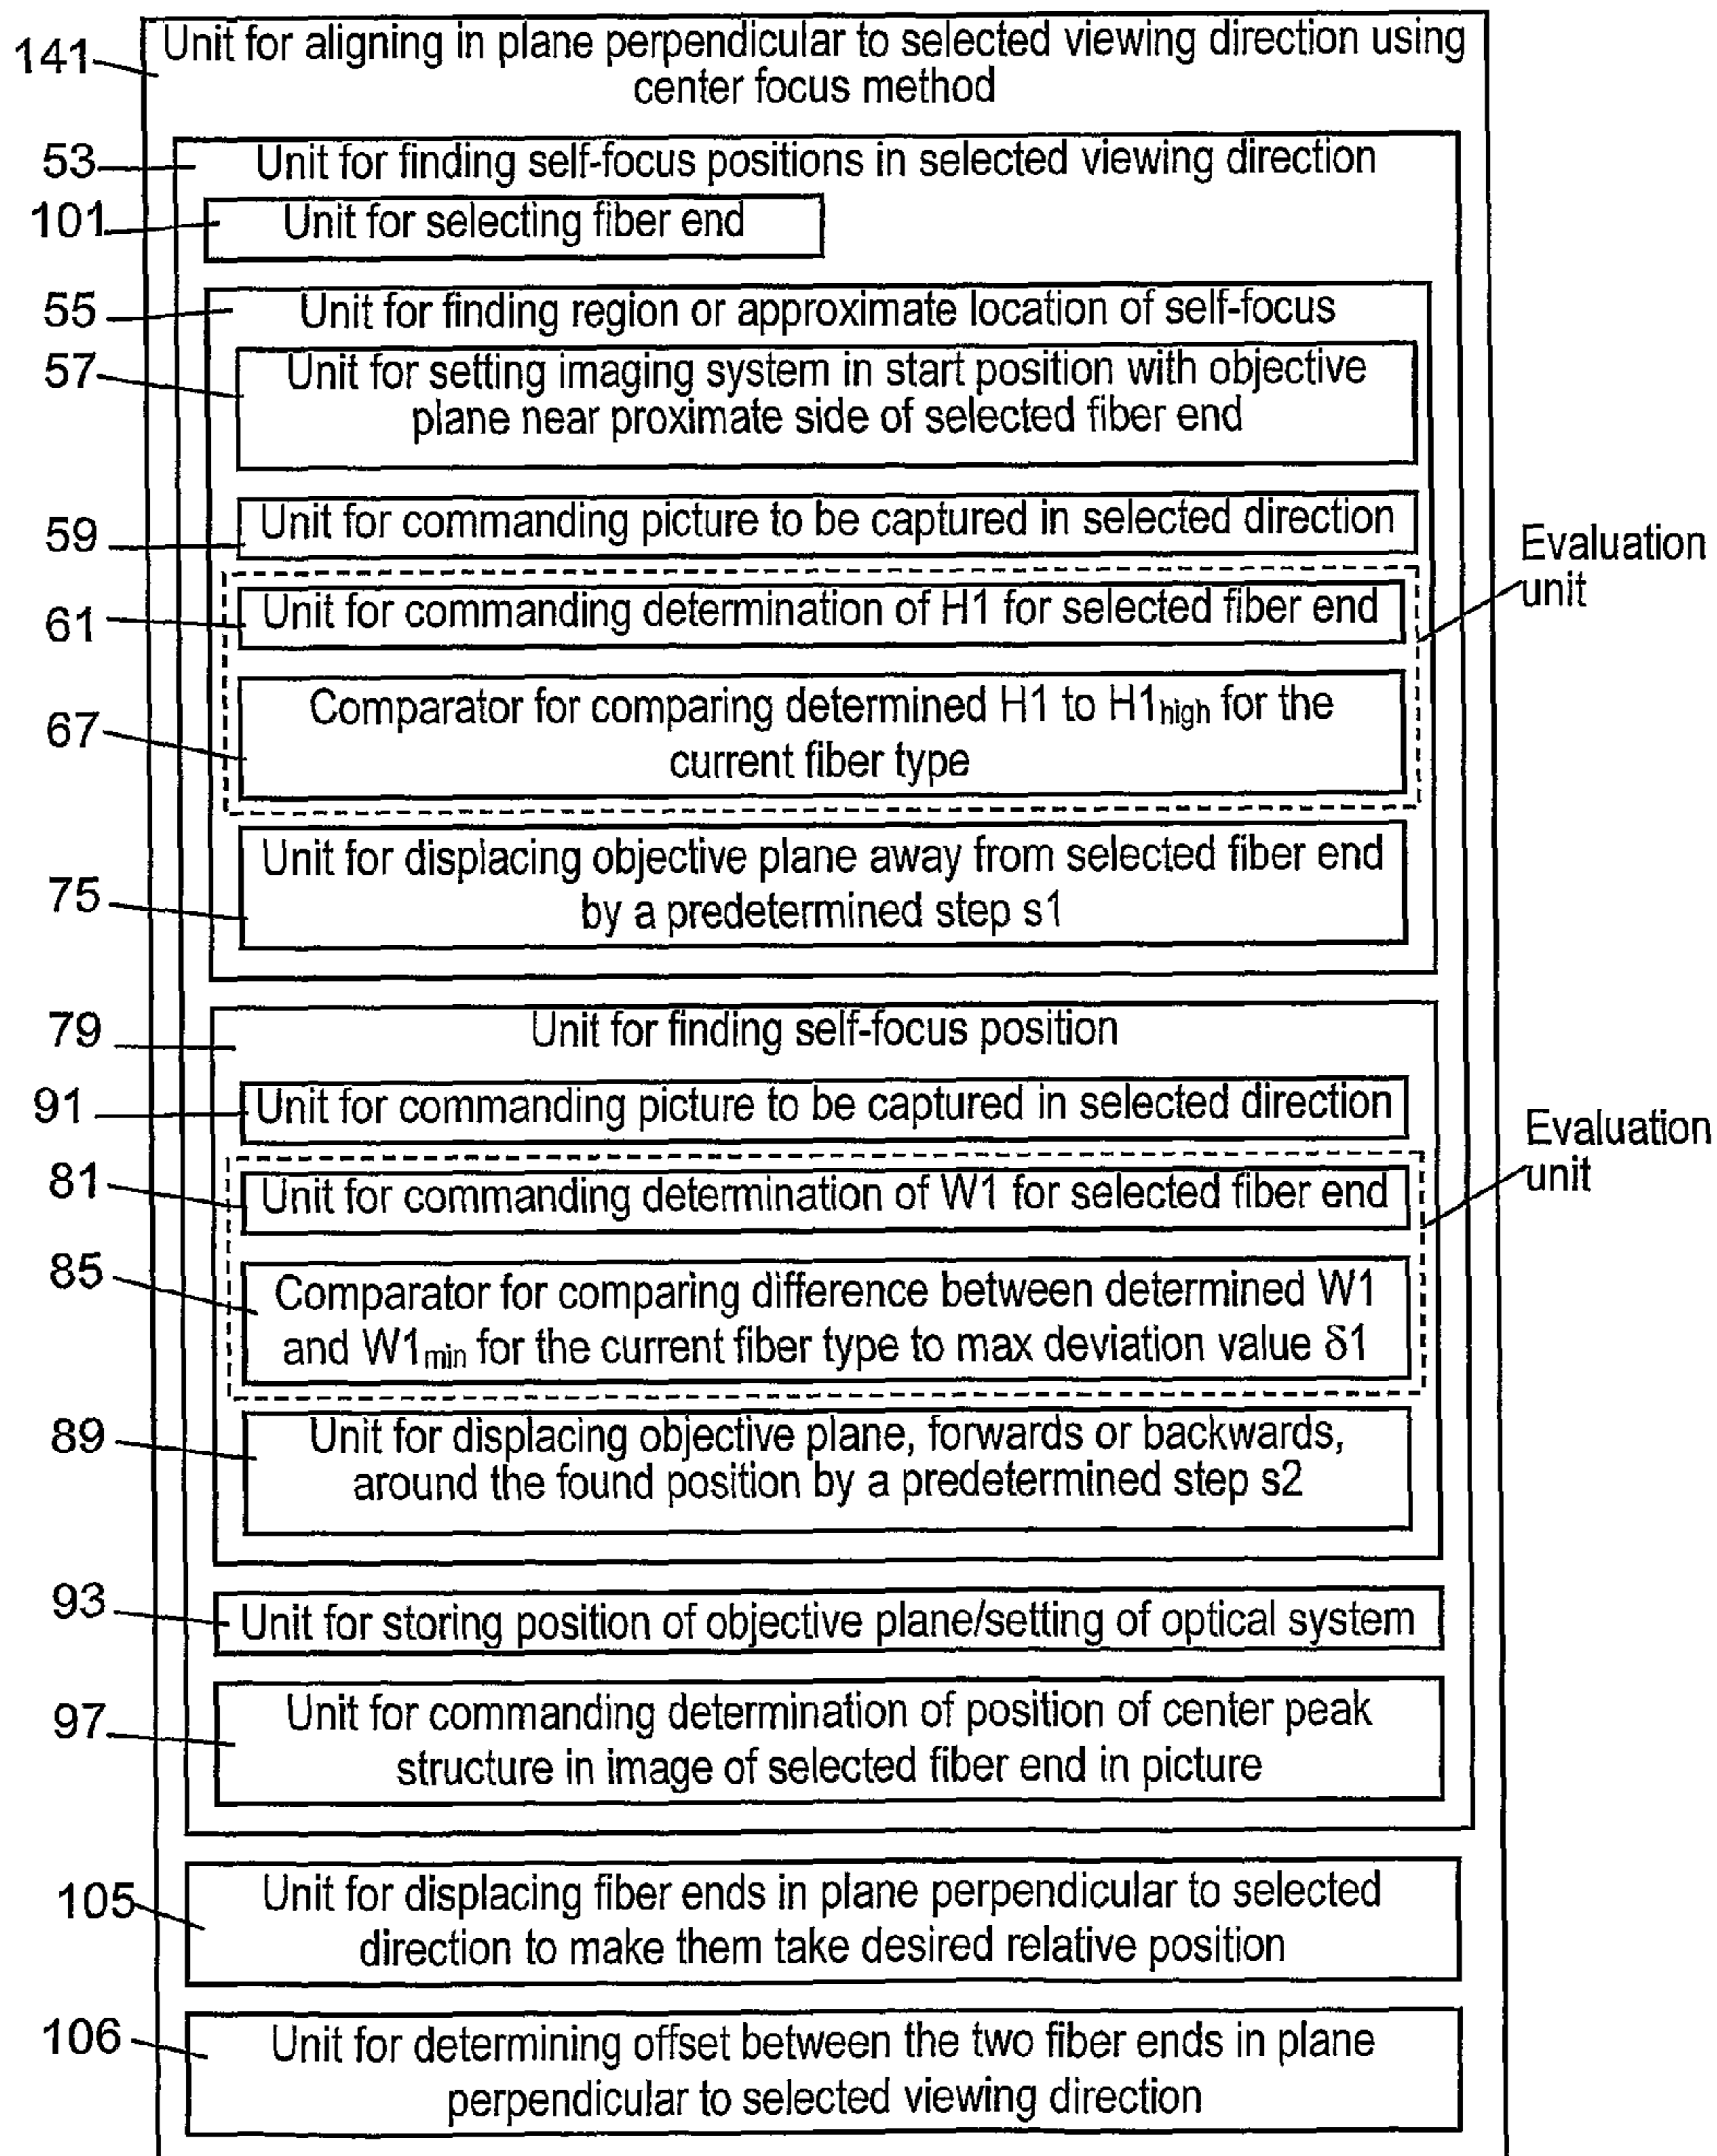 141
Unit for aligning in plane perpendicular to selected viewing direction using
center focus method
53
Unit for finding self-focus positions in selected viewing direction
101
Unit for selecting fiber end
55
Unit for finding region or approximate location of self-focus
57
Unit for setting imaging system in start position with objective
plane near proximate side of selected fiber end
59
Unit for commanding picture to be captured in selected direction
Evaluation
unit
61
Unit for commanding determination of H1 for selected fiber end
67
Comparator for comparing determined H1 to H1high for the
current fiber type
75
Unit for displacing objective plane away from selected fiber end
by a predetermined step s1
79
Unit for finding self-focus position
91
Unit for commanding picture to be captured in selected direction
Evaluation
unit
81
Unit for commanding determination of W1 for selected fiber end
85
Comparator for comparing difference between determined W1
and W1min for the current fiber type to max deviation value δ1
89
Unit for displacing objective plane, forwards or backwards,
around the found position by a predetermined step s2
93
Unit for storing position of objective plane/setting of optical system
97
Unit for commanding determination of position of center peak
structure in image of selected fiber end in picture
105
Unit for displacing fiber ends in plane perpendicular to selected
direction to make them take desired relative position
106
Unit for determining offset between the two fiber ends in plane
perpendicular to selected viewing direction